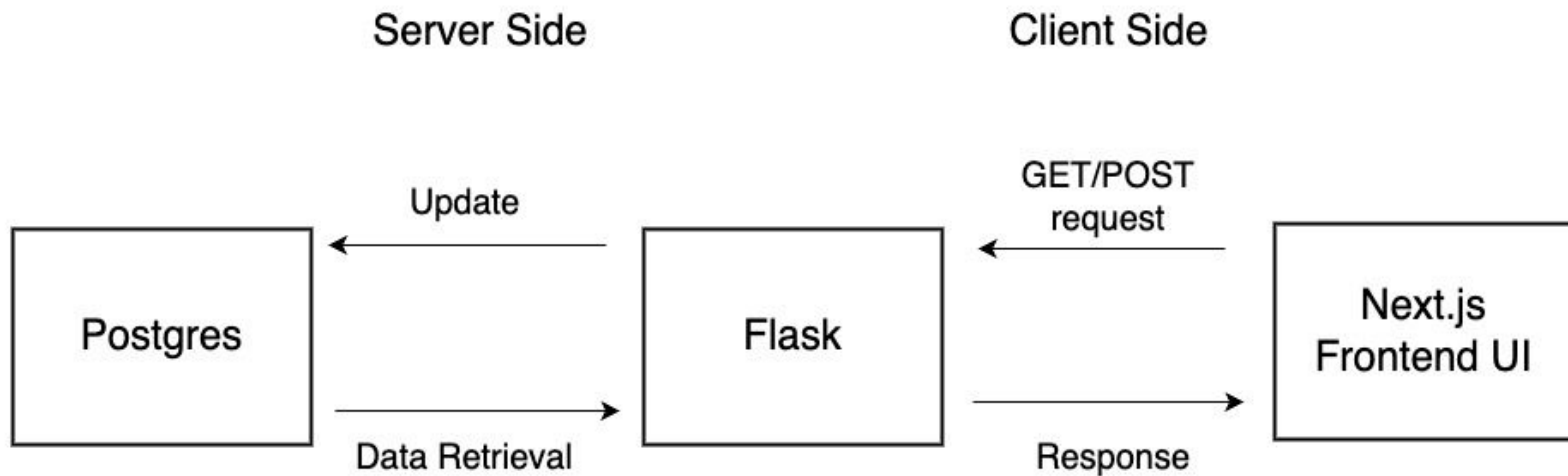 Server Side
Client Side
Update
GET/POST
request
Postgres
Flask
Next.js
Frontend UI
Data Retrieval
Response